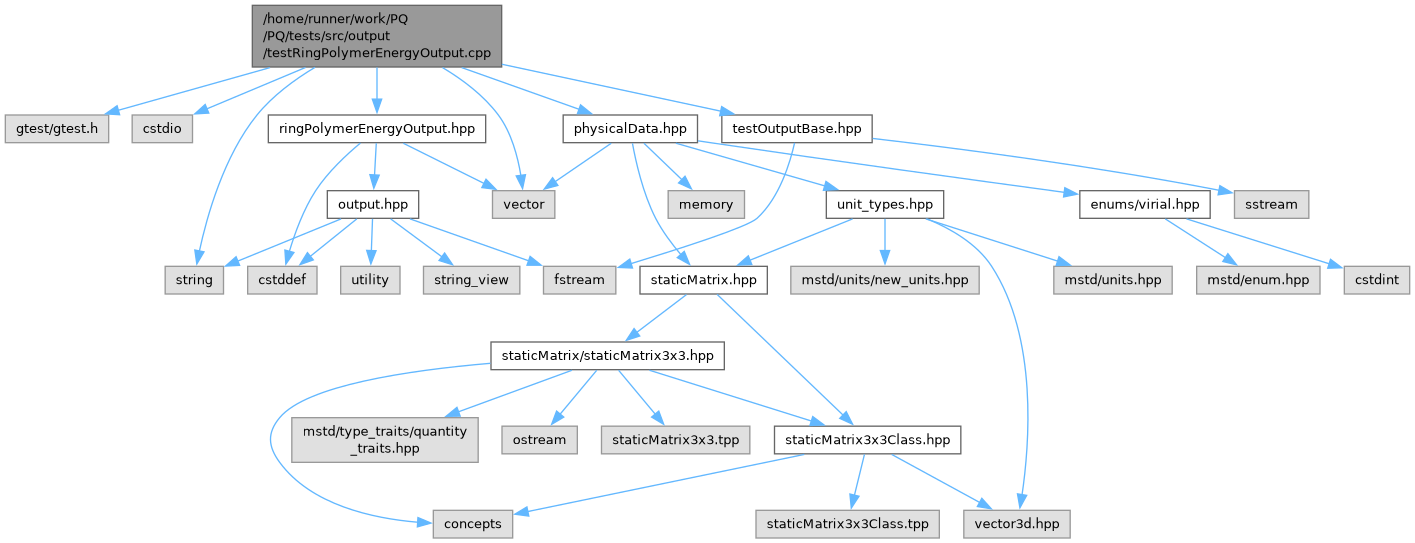 /home/runner/work/PQ
/PQ/tests/src/output
/testRingPolymerEnergyOutput.cpp
gtest/gtest.h
cstdio
ringPolymerEnergyOutput.hpp
physicalData.hpp
testOutputBase.hpp
output.hpp
vector
memory
unit_types.hpp
enums/virial.hpp
sstream
string
cstddef
utility
string_view
fstream
staticMatrix.hpp
mstd/units/new_units.hpp
mstd/units.hpp
mstd/enum.hpp
cstdint
staticMatrix/staticMatrix3x3.hpp
mstd/type_traits/quantity
_traits.hpp
ostream
staticMatrix3x3.tpp
staticMatrix3x3Class.hpp
concepts
staticMatrix3x3Class.tpp
vector3d.hpp